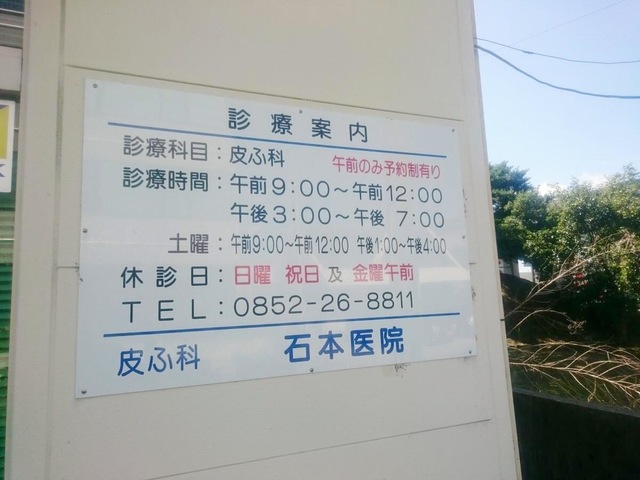 診療案内
診療科目：皮ふ科 午前のみ予約制有り
診療時間：午前9:00～午前12:00
午後3:00～午後 7:00
土曜：午前9:00～午前12:00 午後1:00～午後4:00
休診日：日曜 祝日 及 金曜午前
TEL：0852-26-8811
皮ふ科 石本医院